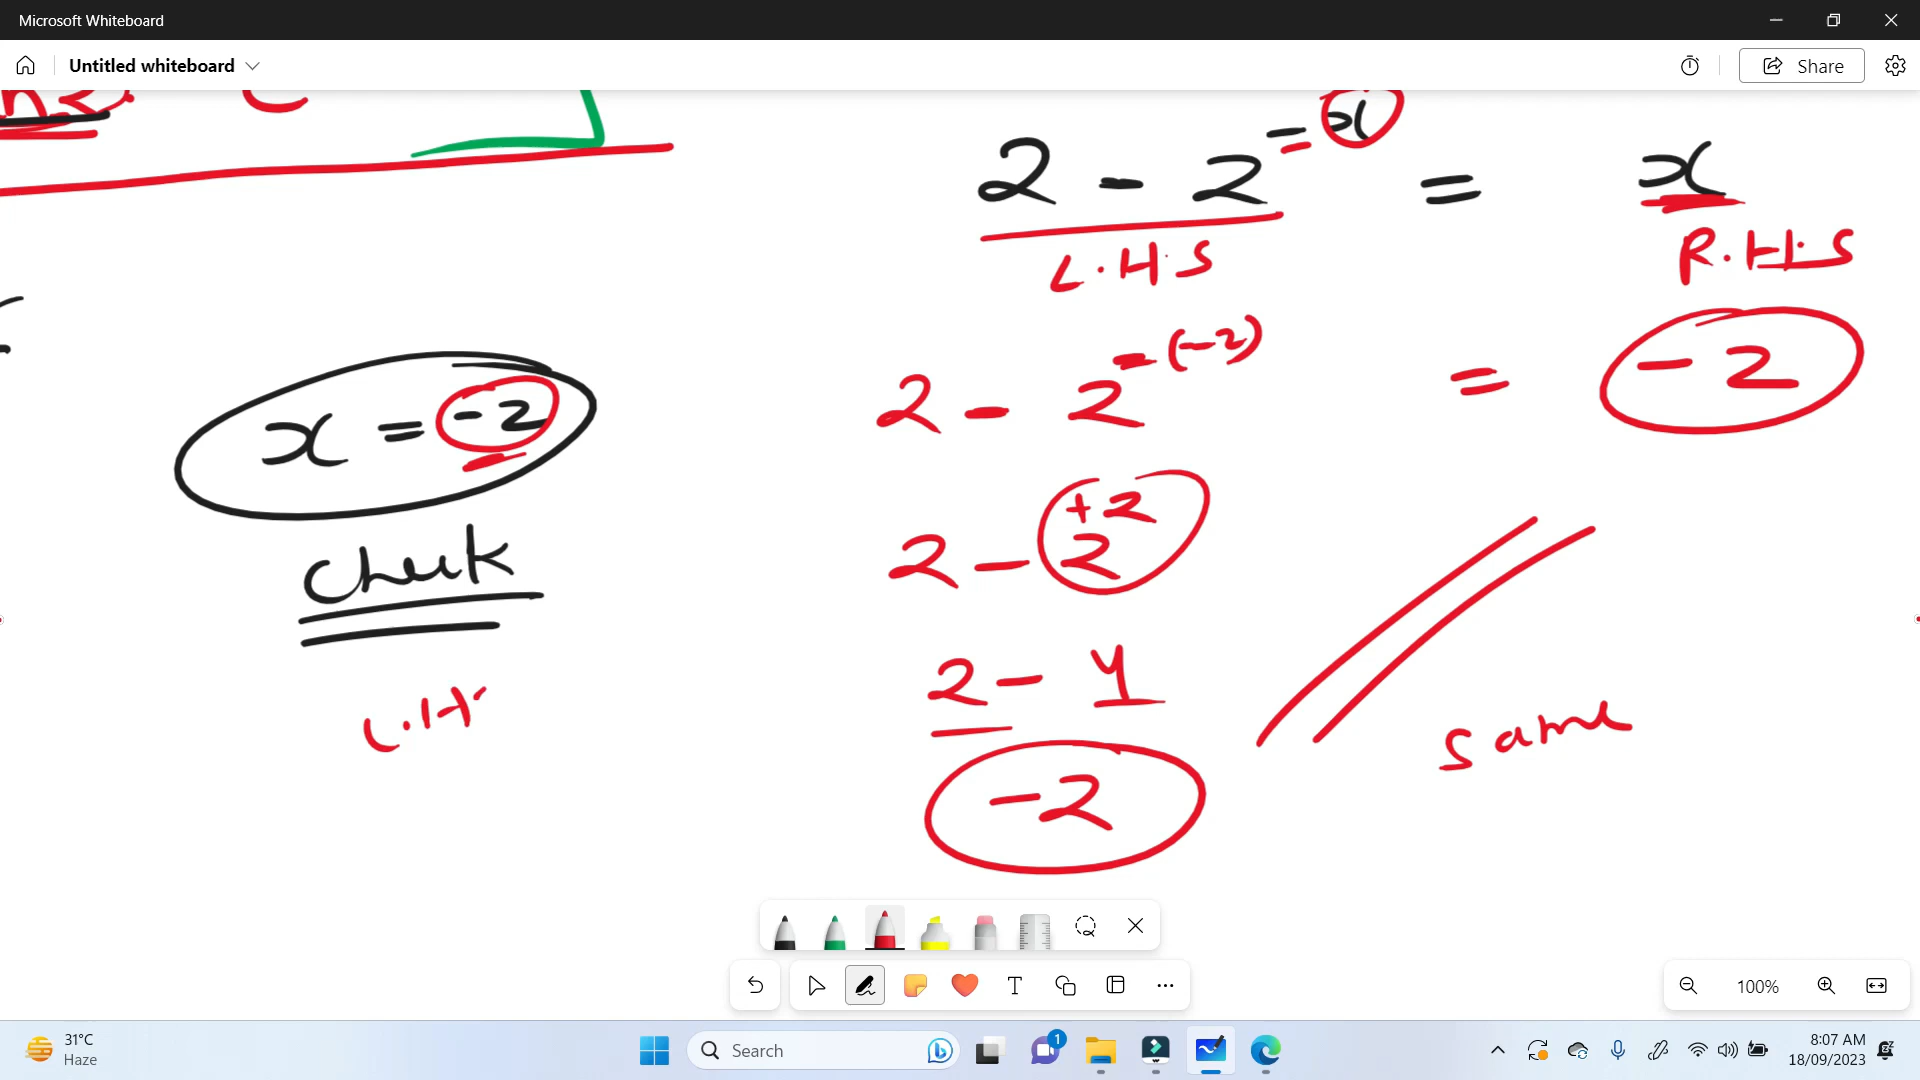 Microsoft Whiteboard
Untitled whiteboard
Share
2 - 2^-x = x
L.H.S
R.H.S
x = -2
2 - 2^-(-2) = -2
2 - 2^+2
Check
2 - 4
L.H
same
-2
100%
31°C
Haze
Search
1
8:07 AM
18/09/2023